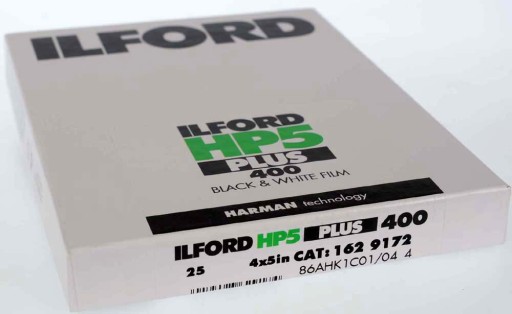 ILFORD
ILFORD
HP5
PLUS
400
BLACK & WHITE FILM
HARMAN technology
ILFORD HP5 PLUS 400
25 4x5in CAT: 162 9172
86AHK1C01/04 4